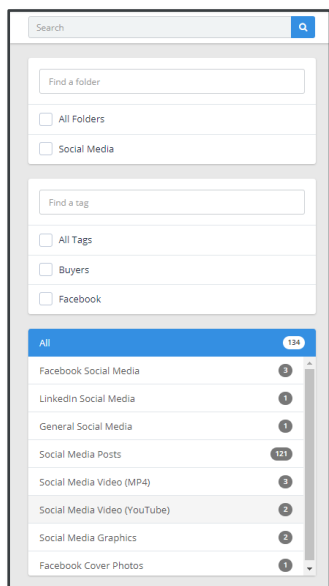 Search
Find a folder
All Folders
Social Media
Find a tag
All Tags
Buyers
Facebook
All 134
Facebook Social Media 3
LinkedIn Social Media 1
General Social Media 1
Social Media Posts 121
Social Media Video (MP4) 3
Social Media Video (YouTube) 2
Social Media Graphics 2
Facebook Cover Photos 1